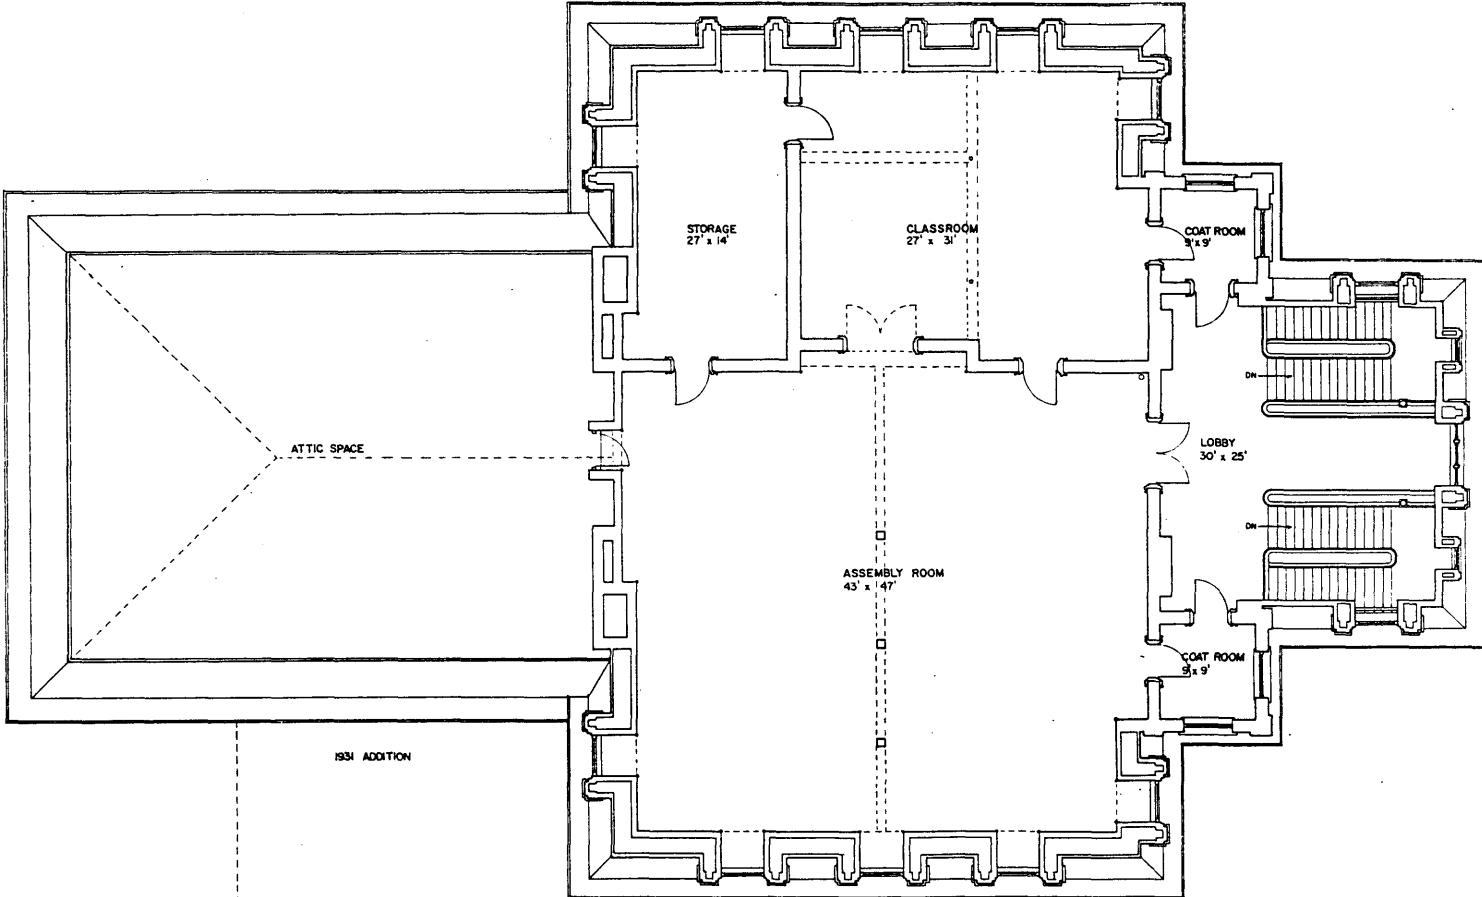 STORAGE
27' x 14'
CLASSROOM
27' x 31'
COAT ROOM
9' x 9'
DN
LOBBY
30' x 25'
ATTIC SPACE
DN
ASSEMBLY ROOM
43' x 47'
COAT ROOM
9' x 9'
1931 ADDITION